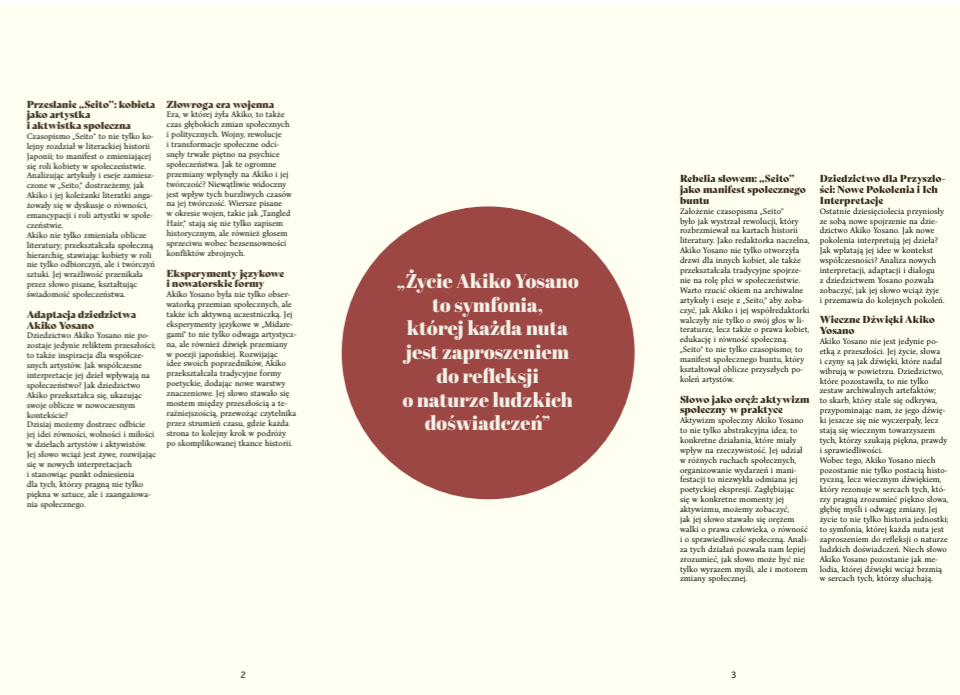 Przesłanie „Seito”: kobieta
jako artystka
i aktwistka społeczna
Czasopismo „Seito” to nie tylko ko-
lejny rozdział w literackiej historii
Japonii; to manifest o zmieniającej
się roli kobiety w społeczeństwie.
Analizując artykuły i eseje zamiesz-
czone w „Seito,” dostrzeżemy, jak
Akiko i jej koleżanki literatki anga-
żowały się w dyskusje o równości,
emancypacji i roli artystki w społe-
czeństwie.
Akiko nie tylko zmieniała oblicze
literatury; przekształcała społeczną
hierarchię, stawiając kobiety w roli
nie tylko odbiorczyń, ale i twórczyń
sztuki. Jej wrażliwość przenikała
przez słowo pisane, kształtując
świadomość społeczeństwa.
Adaptacja dziedzictwa
Akiko Yosano
Dziedzictwo Akiko Yosano nie po-
zostaje jedynie reliktem przeszłości;
to także inspiracja dla współcze-
snych artystów. Jak współczesne
interpretacje jej dzieł wpływają na
społeczeństwo? Jak dziedzictwo
Akiko przekształca się, ukazując
swoje oblicze w nowoczesnym
kontekście?
Dzisiaj możemy dostrzec odbicie
jej idei równości, wolności i miłości
w dziełach artystów i aktywistów.
Jej słowo wciąż jest żywe, rozwijając
się w nowych interpretacjach
i stanowiąc punkt odniesienia
dla tych, którzy pragną nie tylko
piękna w sztuce, ale i zaangażowa-
nia społecznego.
Złowroga era wojenna
Era, w której żyła Akiko, to także
czas głębokich zmian społecznych
i politycznych. Wojny, rewolucje
i transformacje społeczne odci-
snęły trwałe piętno na psychice
społeczeństwa. Jak te ogromne
przemiany wpłynęły na Akiko i jej
twórczość? Niewątliwie widoczny
jest wpływ tych burzliwych czasów
na jej twórczość. Wiersze pisane
w okresie wojen, takie jak „Tangled
Hair,” stają się nie tylko zapisem
historycznym, ale również głosem
sprzeciwu wobec bezsensowności
konfliktów zbrojnych.
Eksperymenty językowe
i nowatorskie formy
Akiko Yosano była nie tylko obser-
watorką przemian społecznych, ale
także ich aktywną uczestniczką. Jej
eksperymenty językowe w „Midare-
gami” to nie tylko odwaga artystycz-
na, ale również dźwięk przemiany
w poezji japońskiej. Rozwijając
idee swoich poprzedników, Akiko
przekształcała tradycyjne formy
poetyckie, dodając nowe warstwy
znaczeniowe. Jej słowo stawało się
mostem między przeszłością a te-
raźniejszością, przewożąc czytelnika
przez strumień czasu, gdzie każda
strona to kolejny krok w podróży
po skomplikowanej tkance historii.
„Życie Akiko Yosano
to symfonia,
której każda nuta
jest zaproszeniem
do refleksji
o naturze ludzkich
doświadczeń”
Rebelia słowem: „Seito”
jako manifest społecznego
buntu
Założenie czasopisma „Seito”
było jak wystrzał rewolucji, który
rozbrzmiewał na kartach historii
literatury. Jako redaktorka naczelna,
Akiko Yosano nie tylko otworzyła
drzwi dla innych kobiet, ale także
przekształcała tradycyjne spojrze-
nie na rolę płci w społeczeństwie.
Warto rzucić okiem na archiwalne
artykuły i eseje z „Seito,” aby zoba-
czyć, jak Akiko i jej współredaktorki
walczyły nie tylko o swój głos w li-
teraturze, lecz także o prawa kobiet,
edukację i równość społeczną.
„Seito” to nie tylko czasopismo; to
manifest społecznego buntu, który
kształtował oblicze przyszłych po-
koleń artystów.
Słowo jako oręż: aktywizm
społeczny w praktyce
Aktywizm społeczny Akiko Yosano
to nie tylko abstrakcyjna idea; to
konkretne działania, które miały
wpływ na rzeczywistość. Jej udział
w różnych ruchach społecznych,
organizowanie wydarzeń i mani-
festacji to niezwykła odmiana jej
poetyckiej ekspresji. Zagłębiając
się w konkretne momenty jej
aktywizmu, możemy zobaczyć,
jak jej słowo stawało się orężem
walki o prawa człowieka, o równość
i o sprawiedliwość społeczną. Anali-
za tych działań pozwala nam lepiej
zrozumieć, jak słowo może być nie
tylko wyrazem myśli, ale i motorem
zmiany społecznej.
Dziedzictwo dla Przyszło-
ści: Nowe Pokolenia i Ich
Interpretacje
Ostatnie dziesięciolecia przyniosły
ze sobą nowe spojrzenie na dzie-
dzictwo Akiko Yosano. Jak nowe
pokolenia interpretują jej dzieła?
Jak wplatają jej idee w kontekst
współczesności? Analiza nowych
interpretacji, adaptacji i dialogu
z dziedzictwem Yosano pozwala
zobaczyć, jak jej słowo wciąż żyje
i przemawia do kolejnych pokoleń.
Wieczne Dźwięki Akiko
Yosano
Akiko Yosano nie jest jedynie po-
etką z przeszłości. Jej życie, słowa
i czyny są jak dźwięki, które nadal
wibrują w powietrzu. Dziedzictwo,
które pozostawiła, to nie tylko
zestaw archiwalnych artefaktów;
to skarb, który stale się odkrywa,
przypominając nam, że jego dźwię-
ki jeszcze się nie wyczerpały, lecz
stają się wiecznym towarzyszem
tych, którzy szukają piękna, prawdy
i sprawiedliwości.
Wobec tego, Akiko Yosano niech
pozostanie nie tylko postacią histo-
ryczną, lecz wiecznym dźwiękiem,
który rezonuje w sercach tych, któ-
rzy pragną zrozumieć piękno słowa,
głębię myśli i odwagę zmiany. Jej
życie to nie tylko historia jednostki;
to symfonia, której każda nuta jest
zaproszeniem do refleksji o naturze
ludzkich doświadczeń. Niech słowo
Akiko Yosano pozostanie jak me-
lodia, której dźwięki wciąż brzmią
w sercach tych, którzy słuchają.
2
3